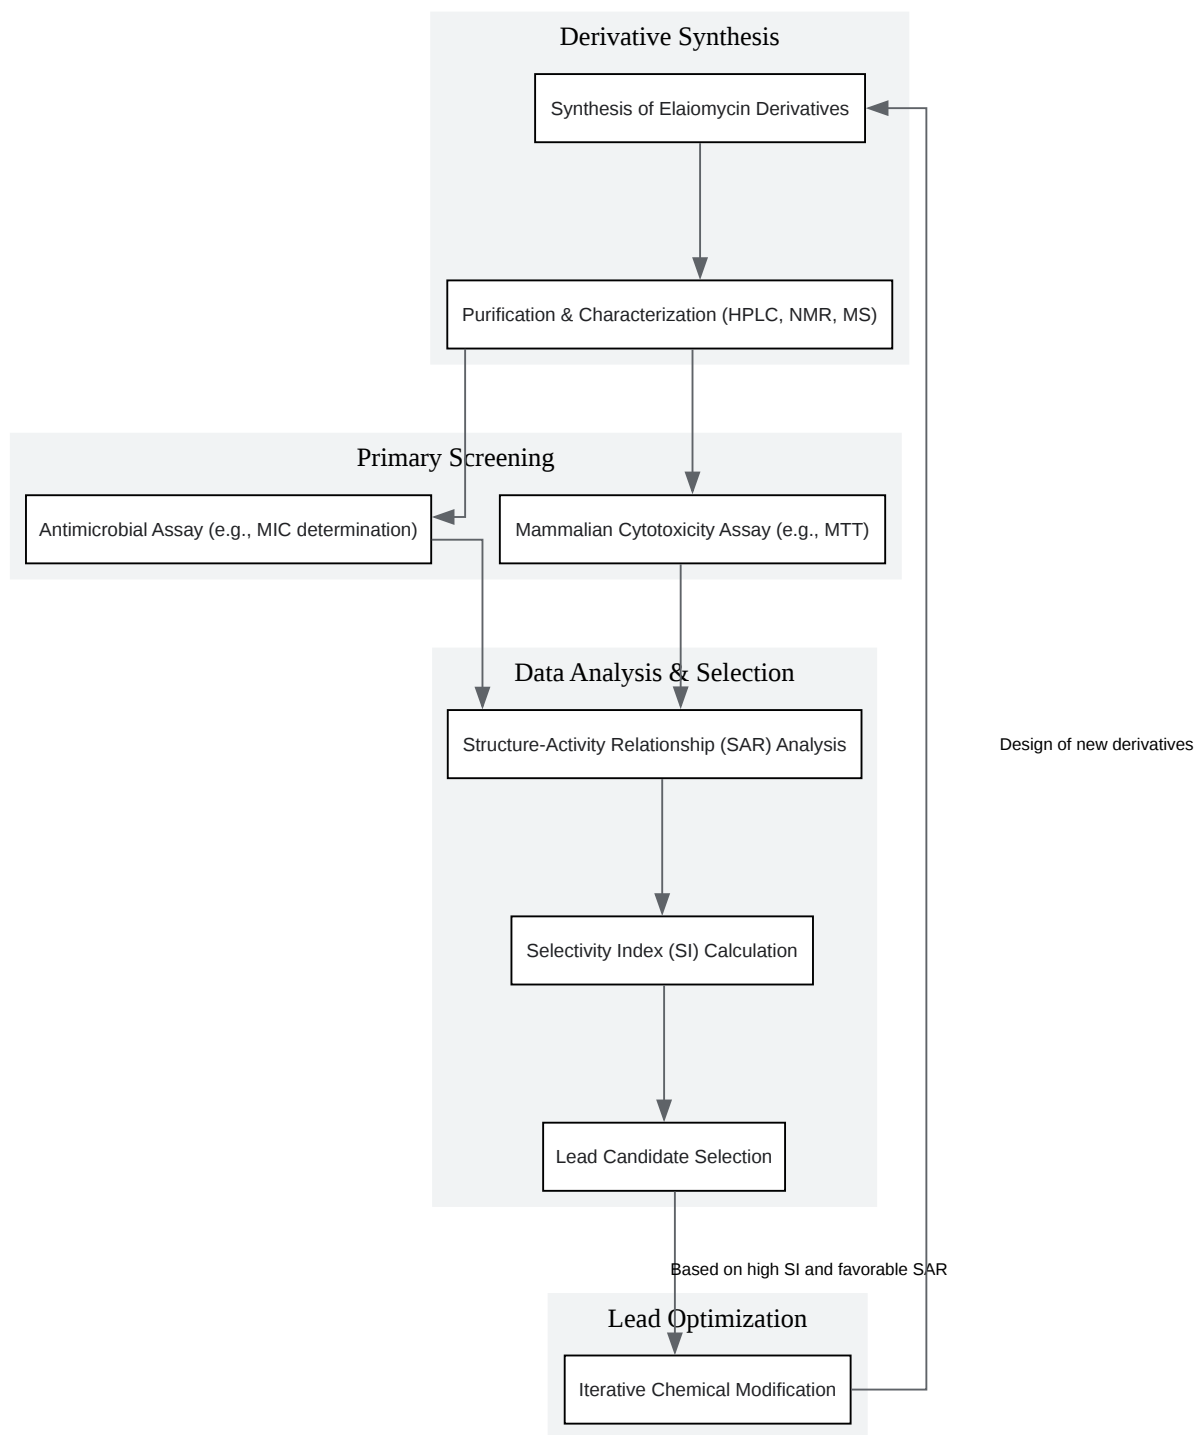 Derivative Synthesis
Synthesis of Elaiomycin Derivatives
Purification & Characterization (HPLC, NMR, MS)
Primary Screening
Antimicrobial Assay (e.g., MIC determination)
Mammalian Cytotoxicity Assay (e.g., MTT)
Data Analysis & Selection
Structure-Activity Relationship (SAR) Analysis
Design of new derivatives
Selectivity Index (SI) Calculation
Lead Candidate Selection
Based on high SI and favorable SAR
Lead Optimization
Iterative Chemical Modification